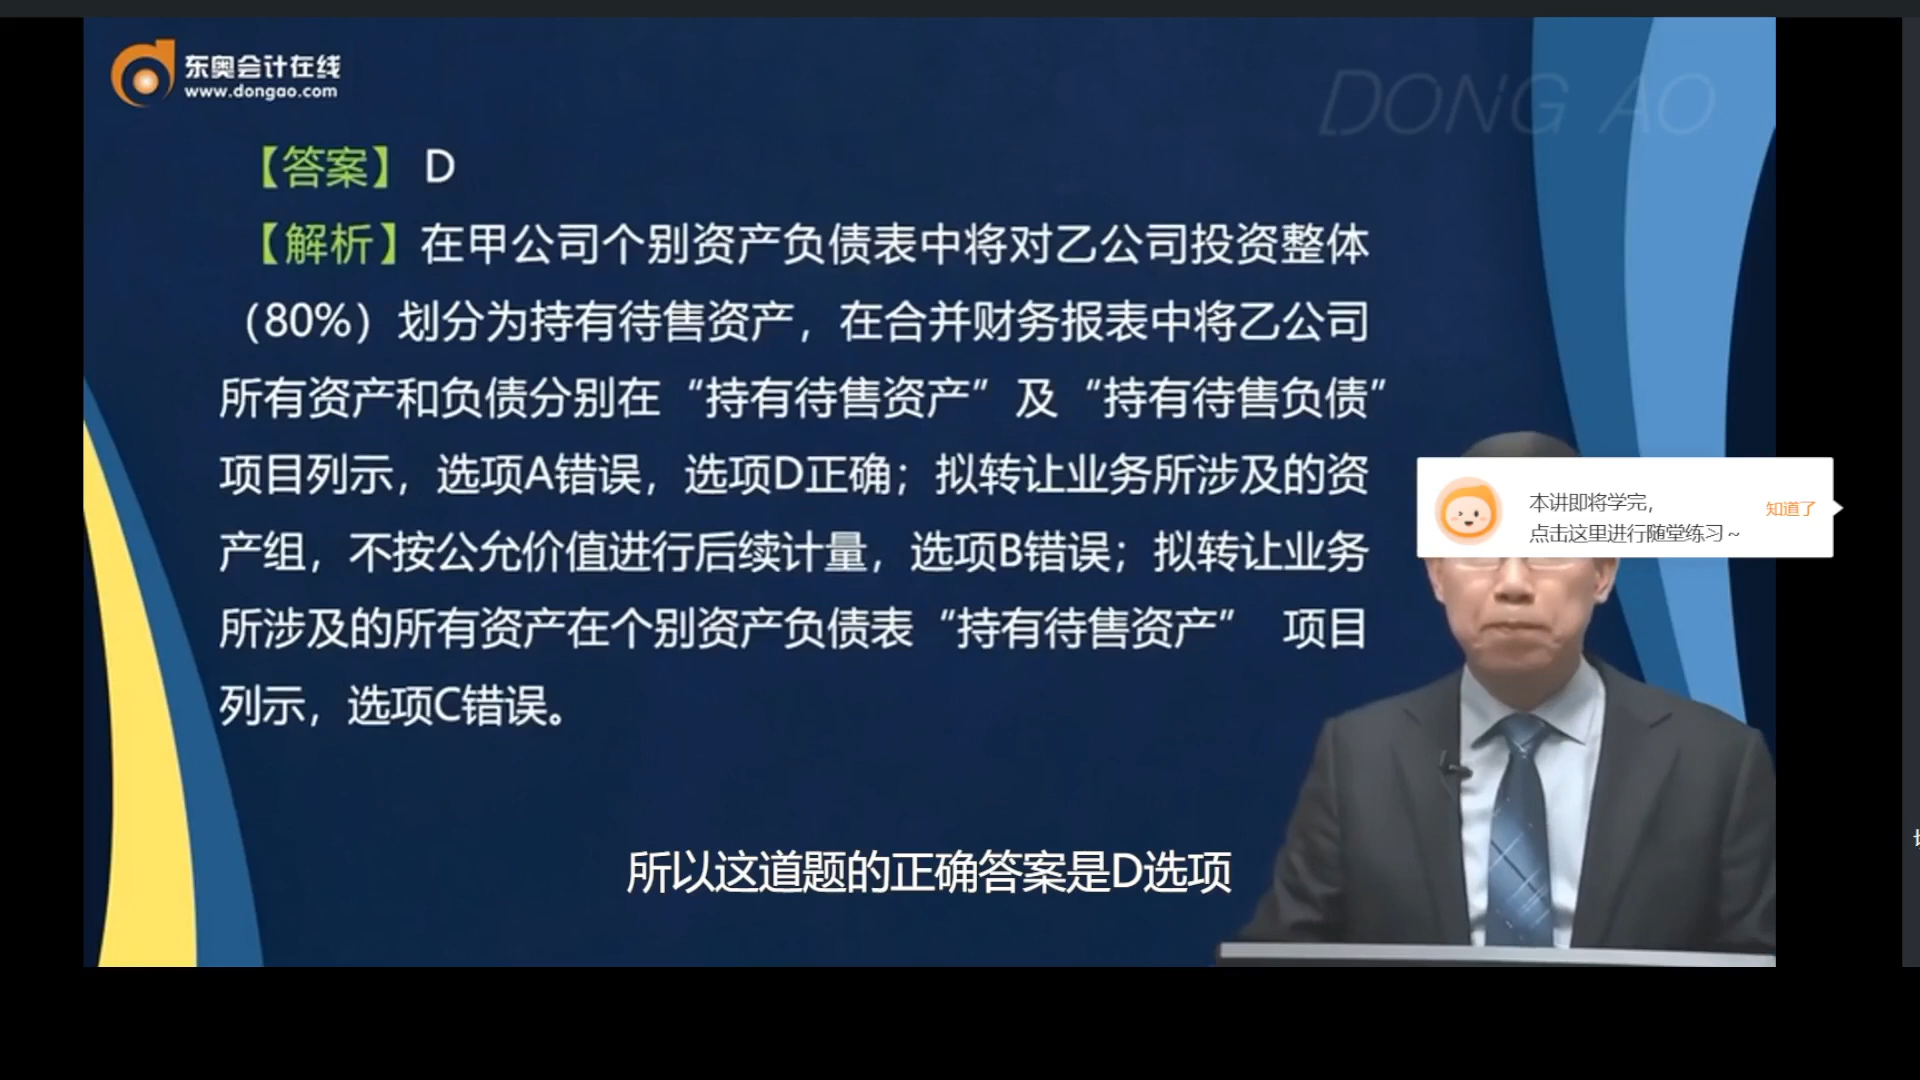 东奥会计在线
www.dongao.com
DONG AO
【答案】 D
【解析】在甲公司个别资产负债表中将对乙公司投资整体
（80%）划分为持有待售资产，在合并财务报表中将乙公司
所有资产和负债分别在“持有待售资产”及“持有待售负债”
项目列示，选项A错误，选项D正确；拟转让业务所涉及的资
产组，不按公允价值进行后续计量，选项B错误；拟转让业务
所涉及的所有资产在个别资产负债表“持有待售资产” 项目
列示，选项C错误。
本讲即将学完，
点击这里进行随堂练习～
知道了
所以这道题的正确答案是D选项